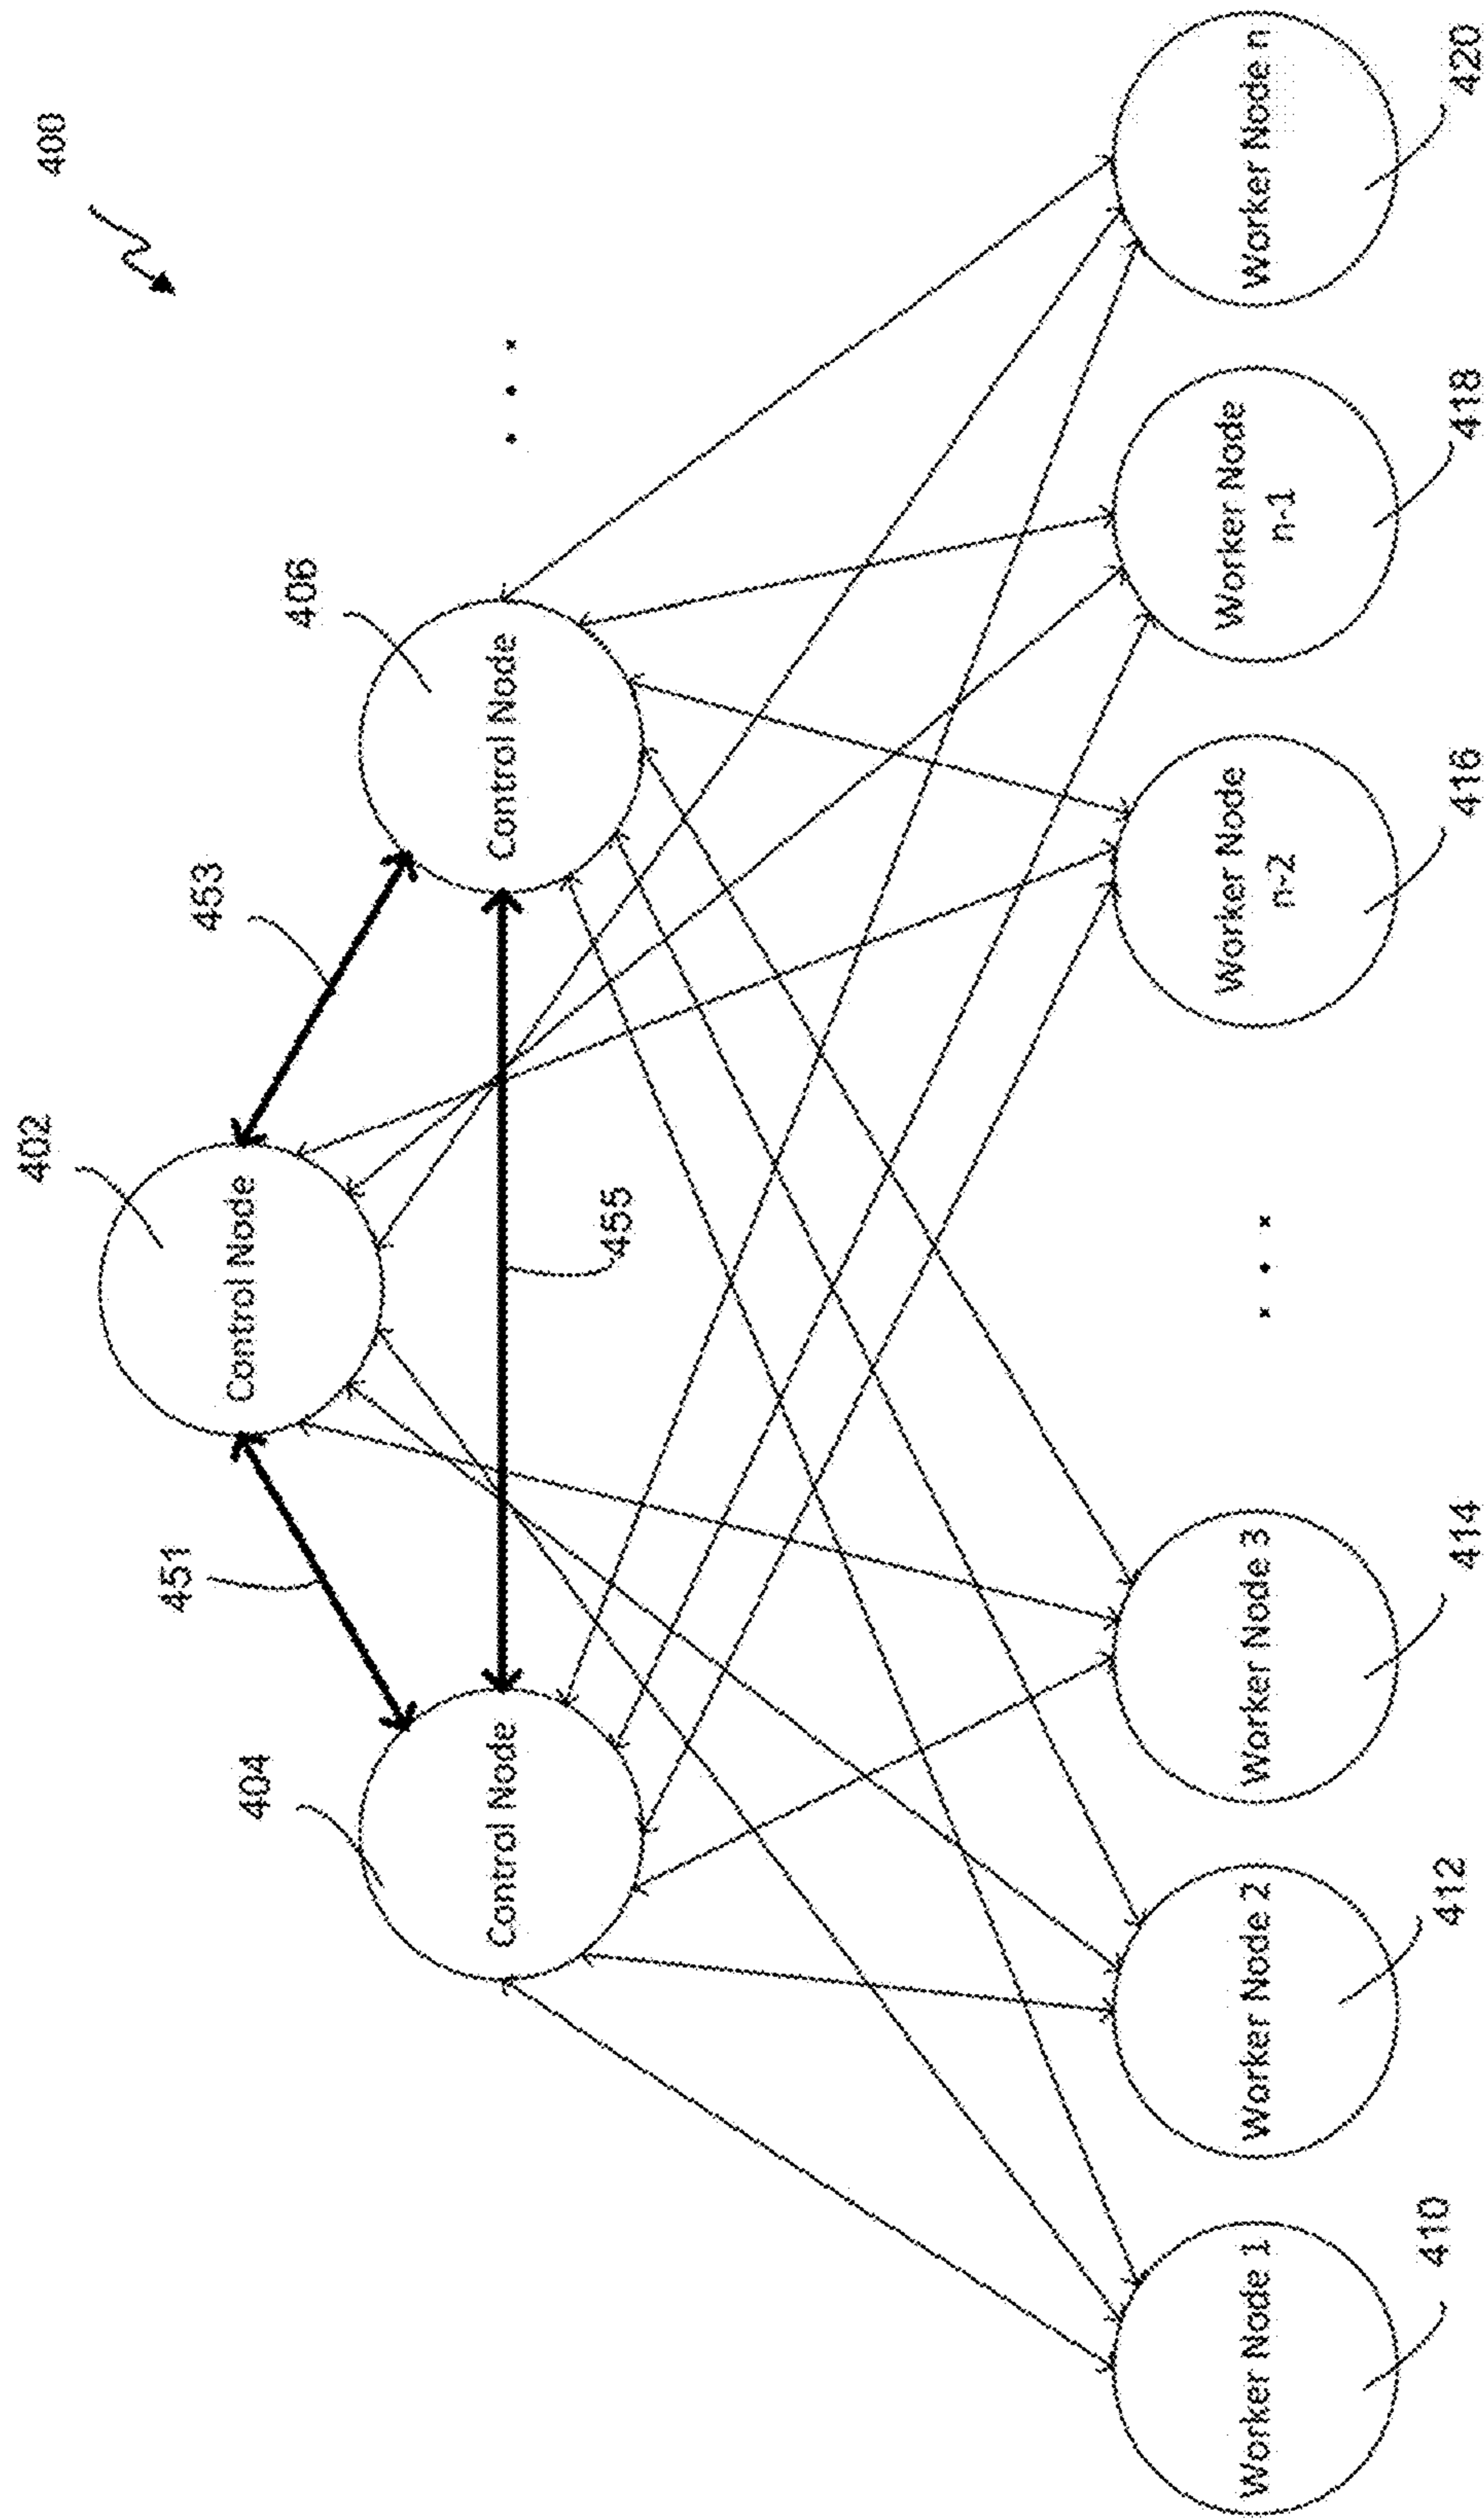 400
402
451
453
Control Node
404
406
Control Node
Control Node
. . .
455
Worker Node 1
Worker Node 2
Worker Node 3
. . .
Worker Node
n-2
Worker Node
n-1
Worker Node n
410
412
414
416
418
420